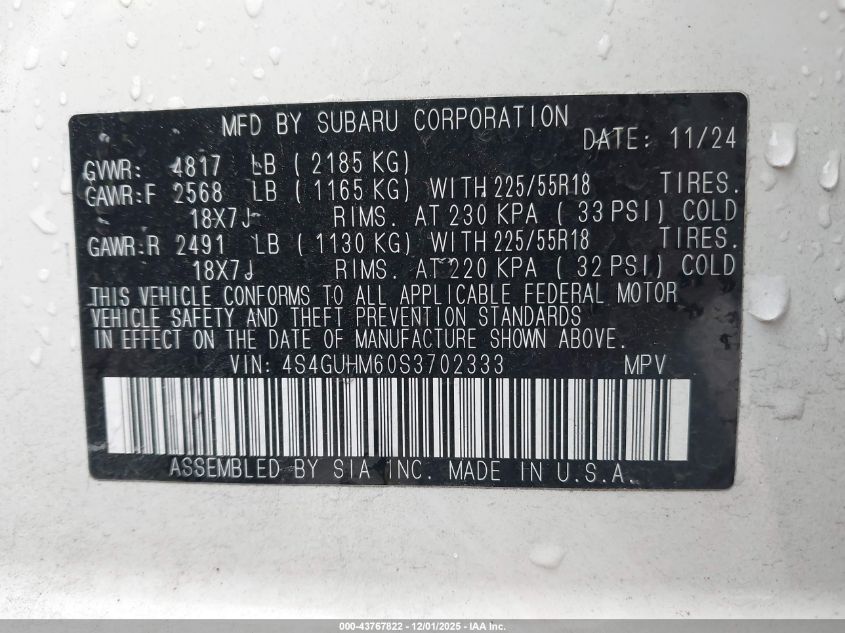 MFD BY SUBARU CORPORATION
DATE: 11/24
GVWR: 4817 LB ( 2185 KG)
GAWR:F 2568 LB ( 1165 KG) WITH 225/55R18 TIRES.
18X7J RIMS. AT 230 KPA ( 33 PSI) COLD
GAWR:R 2491 LB ( 1130 KG) WITH 225/55R18 TIRES.
18X7J RIMS. AT 220 KPA ( 32 PSI) COLD
THIS VEHICLE CONFORMS TO ALL APPLICABLE FEDERAL MOTOR
VEHICLE SAFETY AND THEFT PREVENTION STANDARDS
IN EFFECT ON THE DATE OF MANUFACTURE SHOWN ABOVE.
VIN: 4S4GUHM60S3702333 MPV
ASSEMBLED BY SIA INC. MADE IN U.S.A.
000-43767822 - 12/01/2025 - IAA Inc.